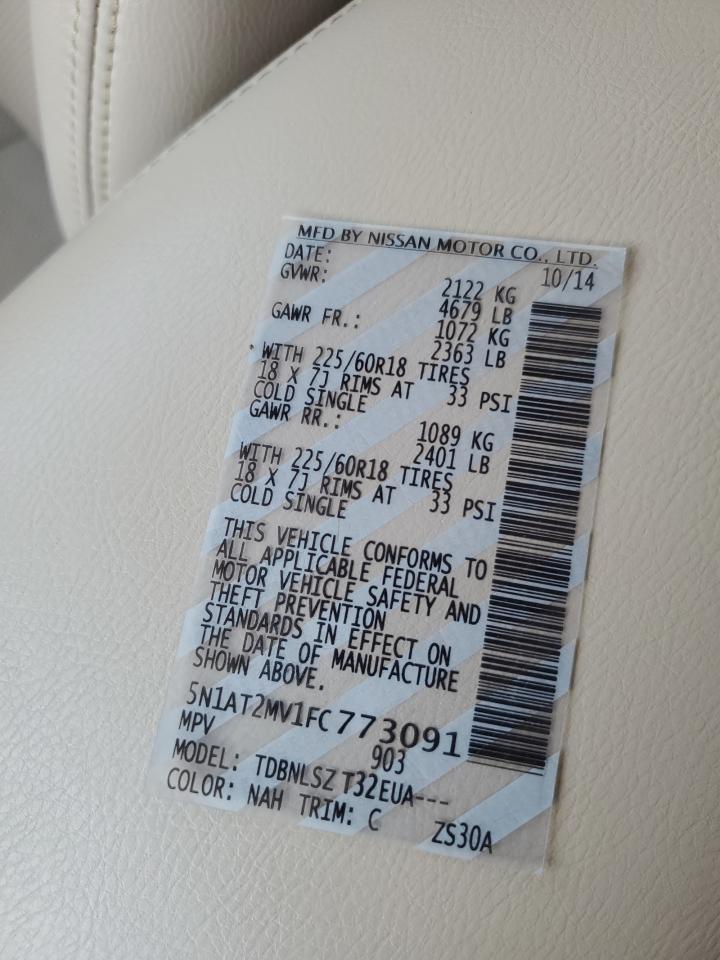 MFD BY NISSAN MOTOR CO., LTD.
DATE: 10/14
GVWR: 2122 KG
4679 LB
GAWR FR.: 1072 KG
2363 LB
WITH 225/60R18 TIRES
18 X 7J RIMS AT 33 PSI
COLD SINGLE
GAWR RR.: 1089 KG
2401 LB
WITH 225/60R18 TIRES
18 X 7J RIMS AT 33 PSI
COLD SINGLE
THIS VEHICLE CONFORMS TO
ALL APPLICABLE FEDERAL
MOTOR VEHICLE SAFETY AND
THEFT PREVENTION
STANDARDS IN EFFECT ON
THE DATE OF MANUFACTURE
SHOWN ABOVE.
5N1AT2MV1FC773091
MPV 903
MODEL: TDBNLSZ T32EUA---
COLOR: NAH TRIM: C ZS30A